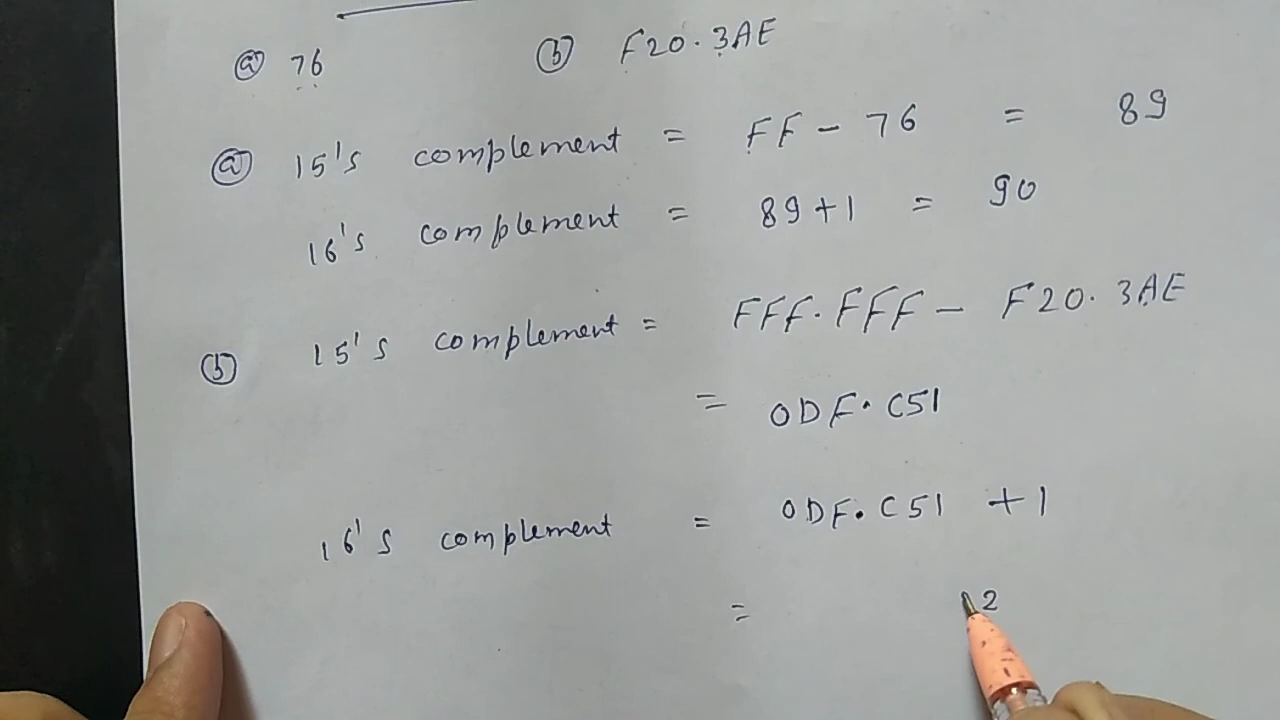 ⓐ 76 ⓑ F20.3AE
ⓐ 15's complement = FF - 76 = 89
16's complement = 89+1 = 90
ⓑ 15's complement = FFF.FFF - F20.3AE
= 0DF.C51
16's complement = 0DF.C51 +1
= 2